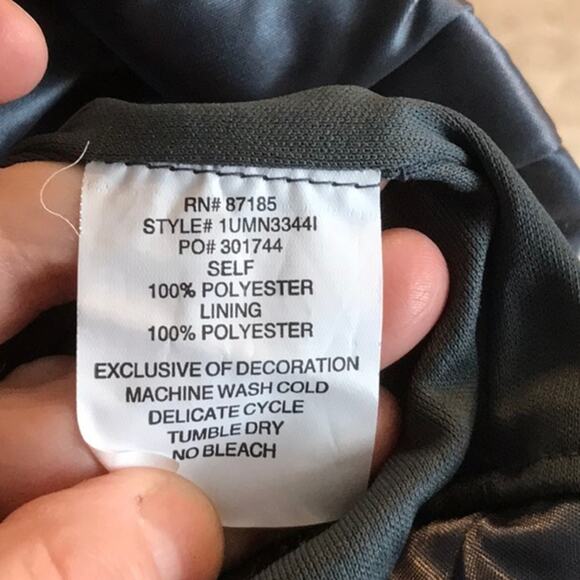 RN# 87185
STYLE# 1UMN3344I
PO# 301744
SELF
100% POLYESTER
LINING
100% POLYESTER
EXCLUSIVE OF DECORATION
MACHINE WASH COLD
DELICATE CYCLE
TUMBLE DRY
NO BLEACH